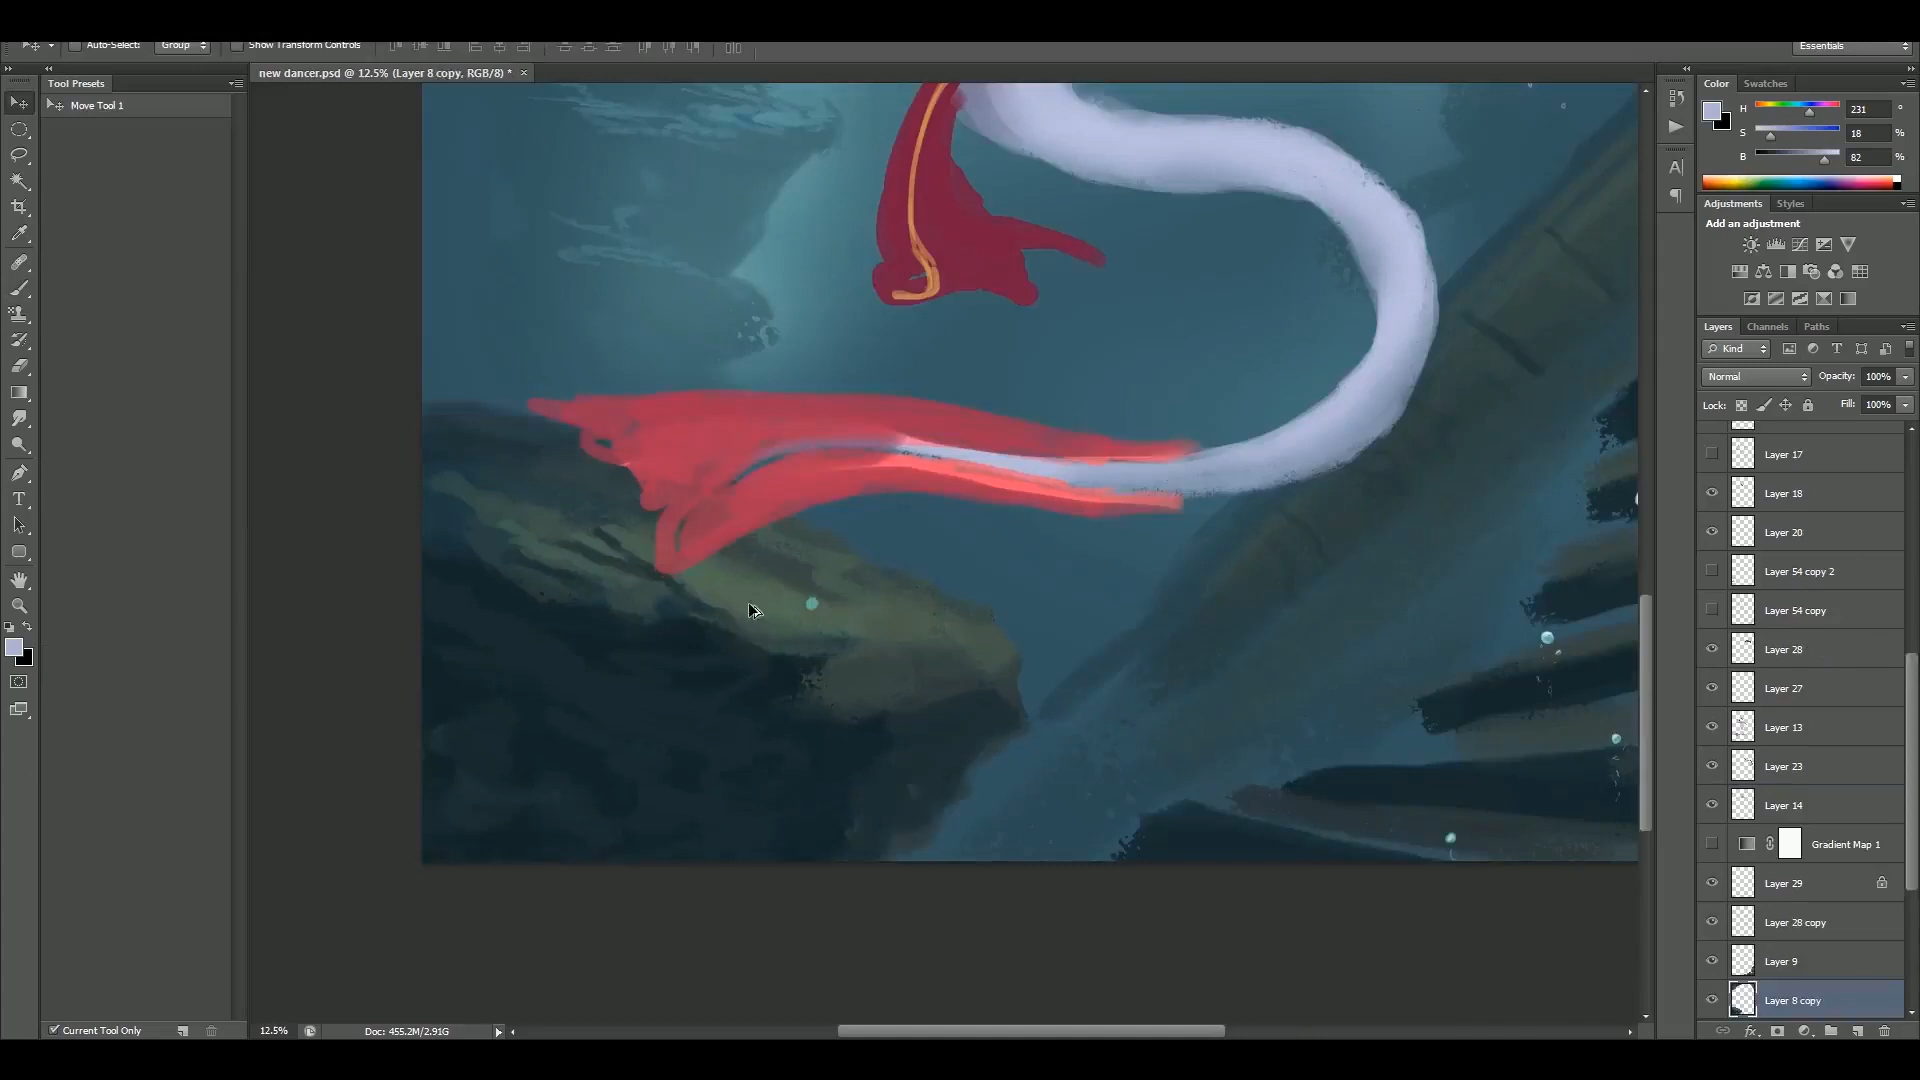 Auto-Select: Group Show Transform Controls Essentials
new dancer.psd @ 12.5% (Layer 8 copy, RGB/8) * ×
Tool Presets
Move Tool 1
Color Swatches
H 231 °
S 18 %
B 82 %
Adjustments Styles
Add an adjustment
Layers Channels Paths
Kind
Normal Opacity: 100%
Lock: Fill: 100%
Layer 17
Layer 18
Layer 20
Layer 54 copy 2
Layer 54 copy
Layer 28
Layer 27
Layer 13
Layer 23
Layer 14
Gradient Map 1
Layer 29
Layer 28 copy
Layer 9
Layer 8 copy
Current Tool Only
12.5% Doc: 455.2M/2.91G